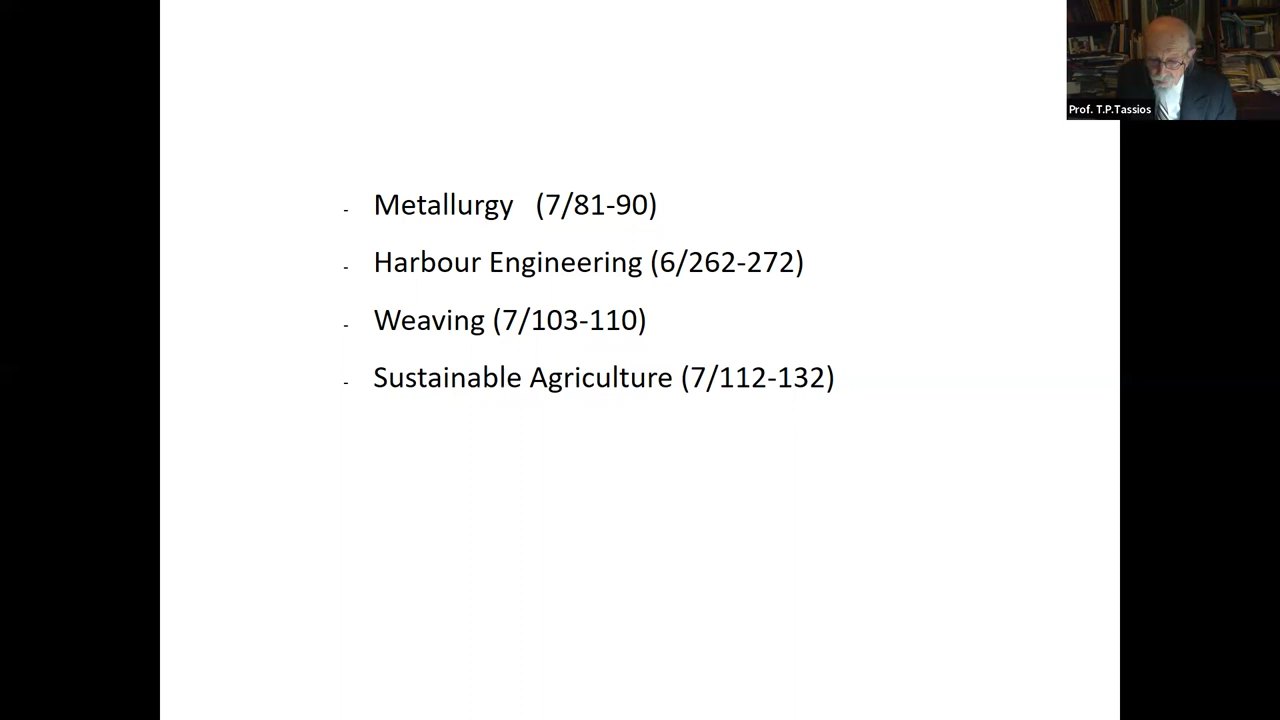 Prof. T.P.Tassios
- Metallurgy (7/81-90)
- Harbour Engineering (6/262-272)
- Weaving (7/103-110)
- Sustainable Agriculture (7/112-132)